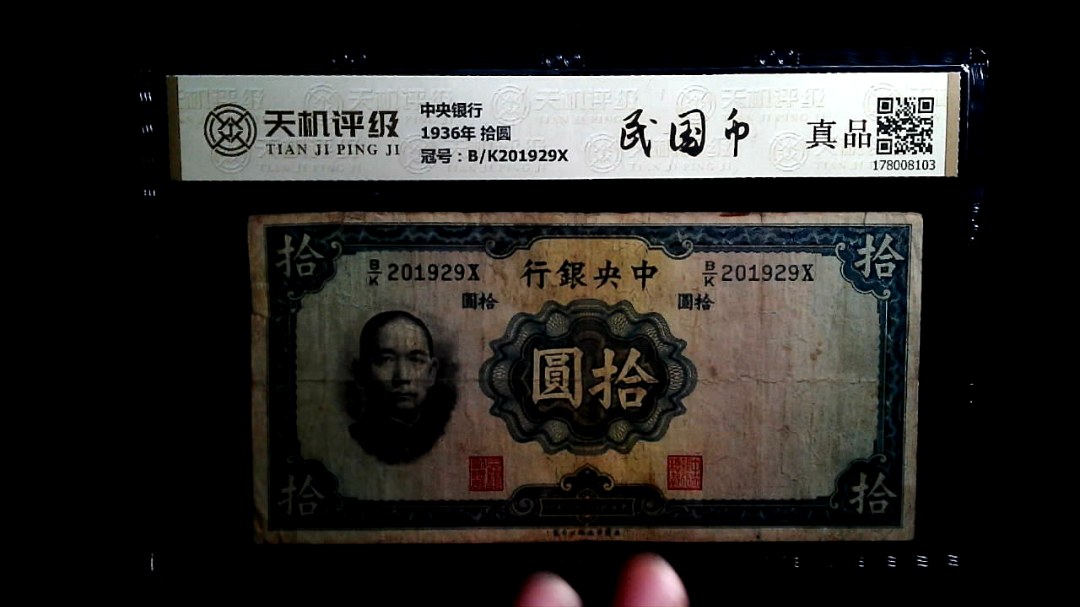 天机评级
TIAN JI PING JI
中央银行
1936年 拾圆
冠号：B/K201929X
民国币
真品
178008103
拾
拾
B/K 201929X
行銀央中
B/K 201929X
圓拾
圓拾
圓拾
拾
拾